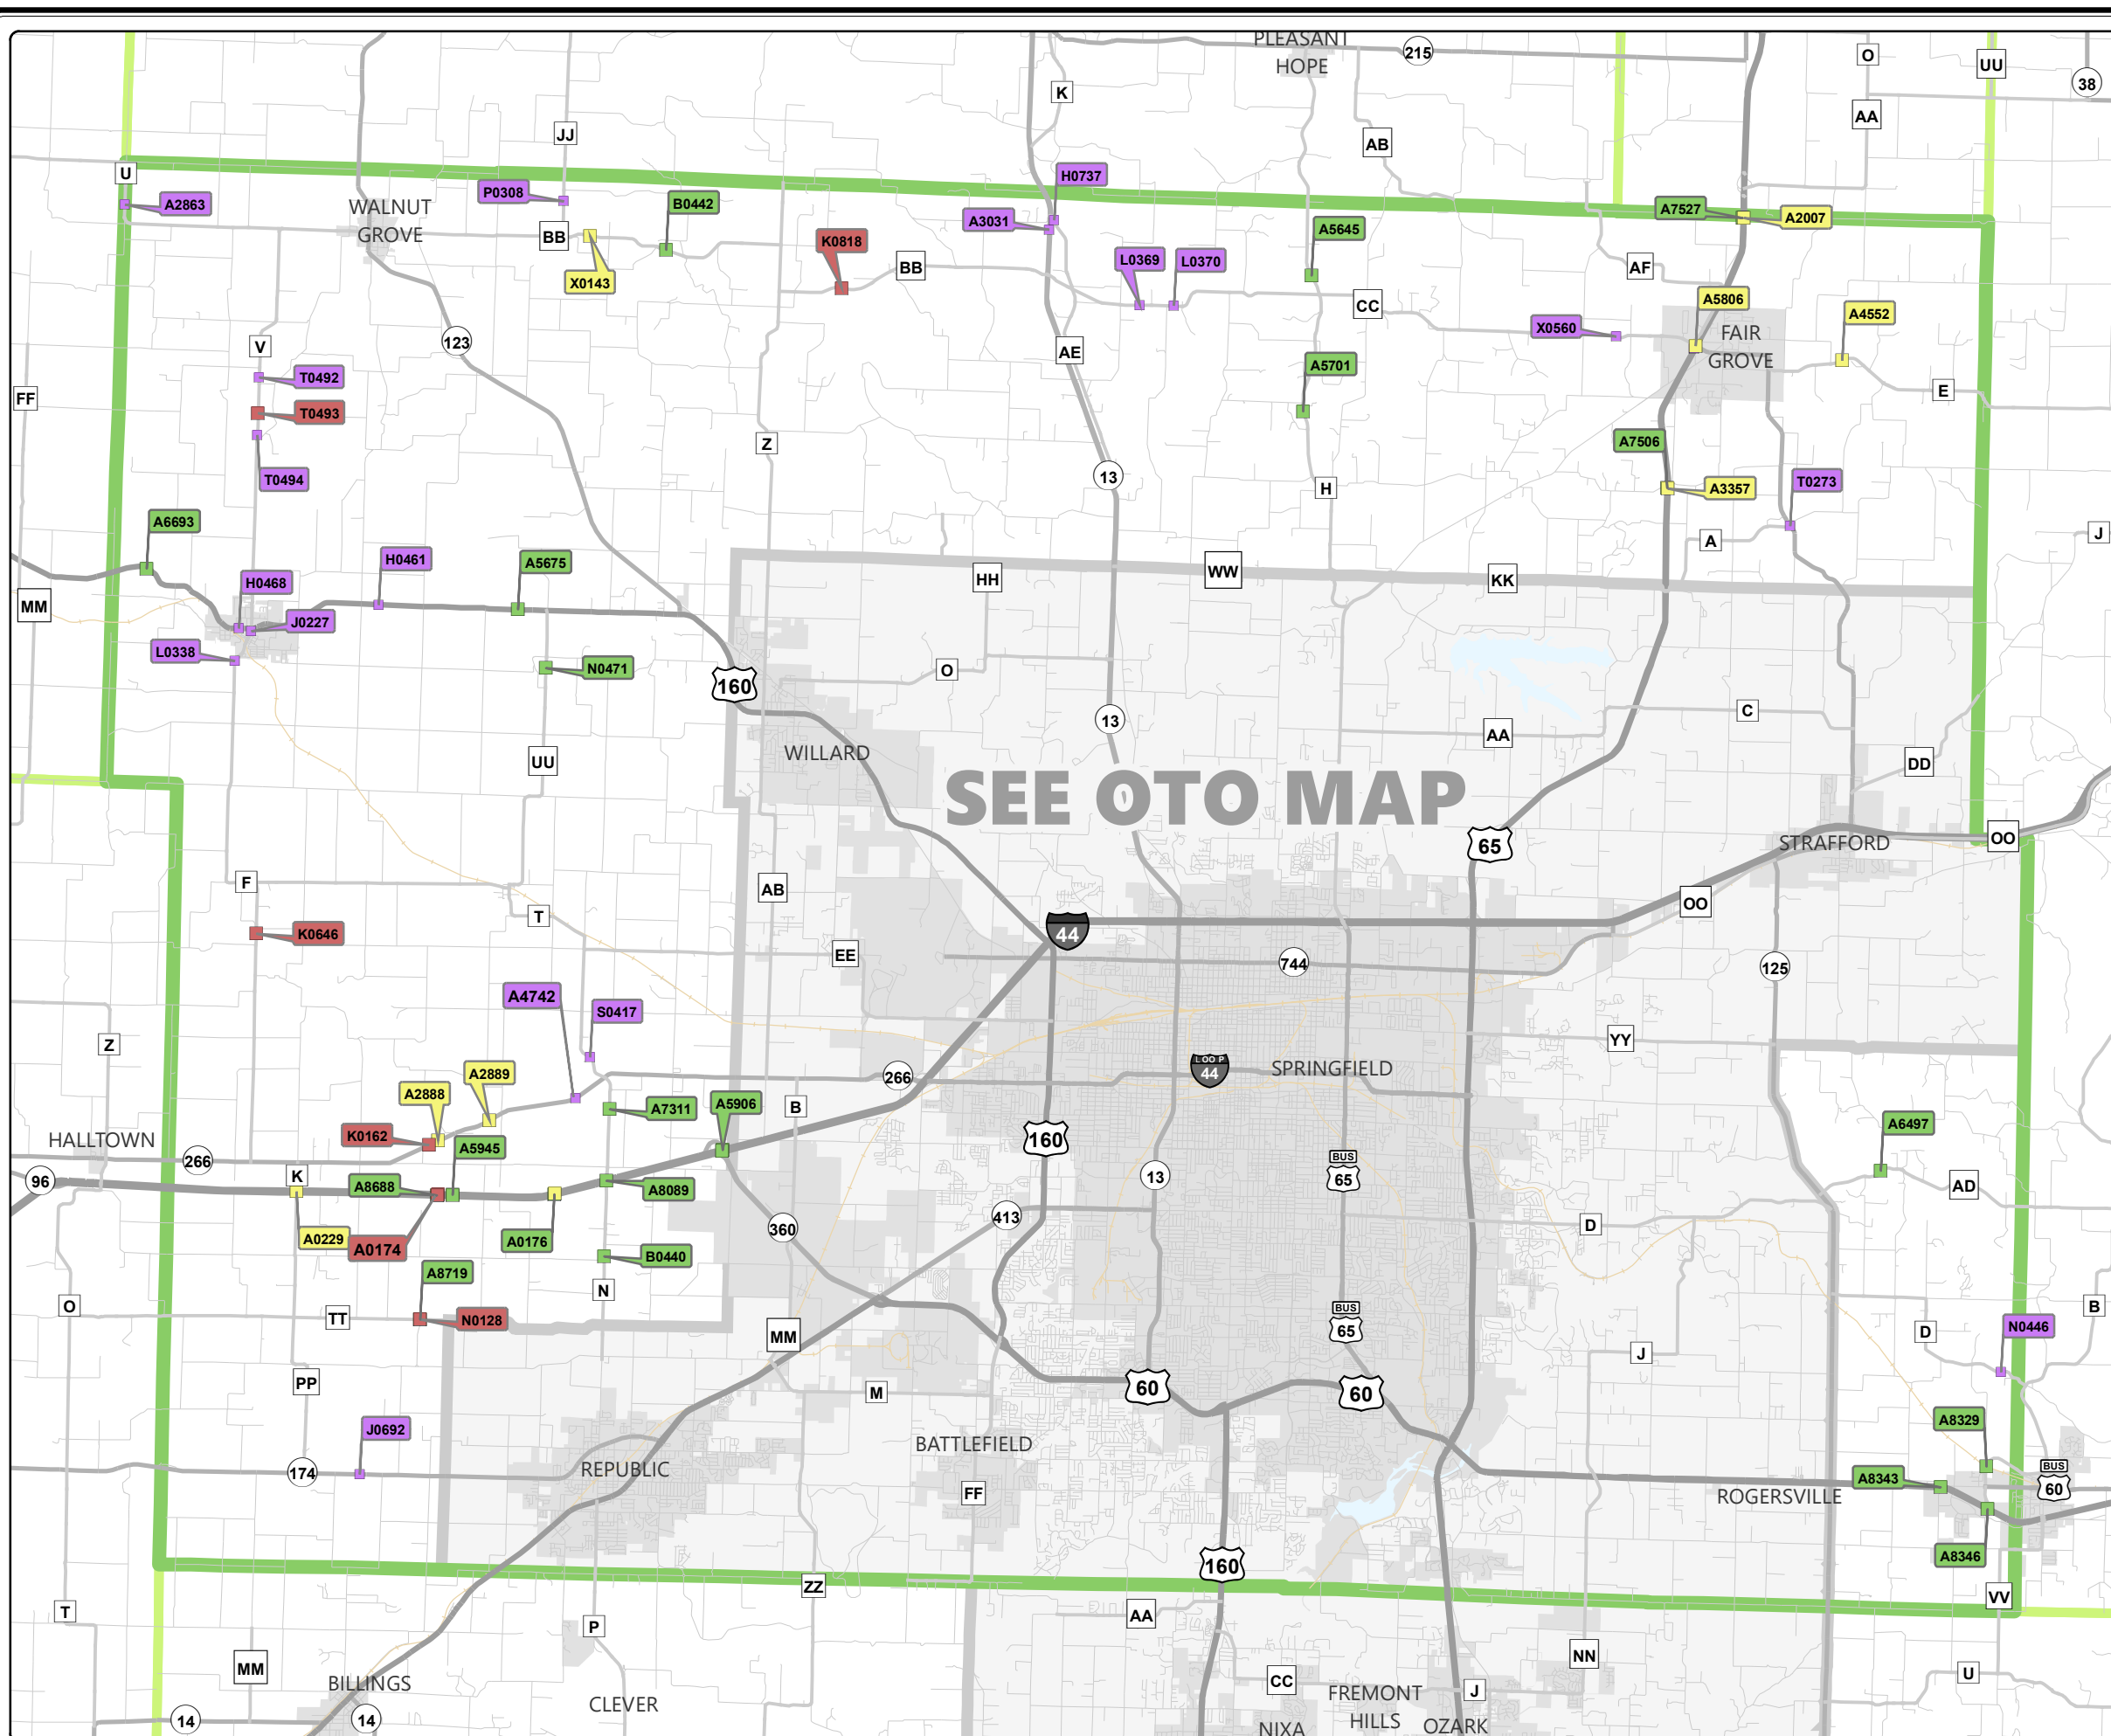 PLEASANT
HOPE
215
O
UU
38
K
AA
JJ
AB
U
H0737
A2863
P0308
B0442
WALNUT
GROVE
A3031
A5645
A7527
A2007
BB
K0818
BB
L0369
L0370
AF
X0143
CC
A5806
A4552
X0560
FAIR
GROVE
V
123
AE
A5701
T0492
E
FF
T0493
Z
A7506
T0494
13
H
A3357
T0273
A6693
A
J
H0461
A5675
H0468
HH
WW
KK
MM
J0227
L0338
N0471
O
160
13
C
AA
UU
WILLARD
DD
SEE OTO MAP
65
STRAFFORD
OO
F
AB
T
OO
K0646
44
EE
744
125
A4742
S0417
Z
YY
LOOP
44
SPRINGFIELD
A2889
266
A2888
A7311
A5906
B
K0162
A5945
HALLTOWN
266
160
A6497
BUS
65
96
K
A8688
A8089
13
AD
A0229
A0174
A0176
360
413
D
B0440
A8719
N
O
TT
N0128
BUS
65
B
MM
D
N0446
J
PP
M
60
60
J0692
A8329
BATTLEFIELD
174
REPUBLIC
A8343
BUS
60
FF
ROGERSVILLE
A8346
160
ZZ
VV
T
AA
P
MM
NN
U
BILLINGS
CC
J
CLEVER
FREMONT
HILLS
14
14
NIXA
OZARK